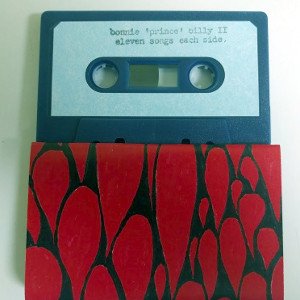 bonnie 'prince' billy II
eleven songs each side.